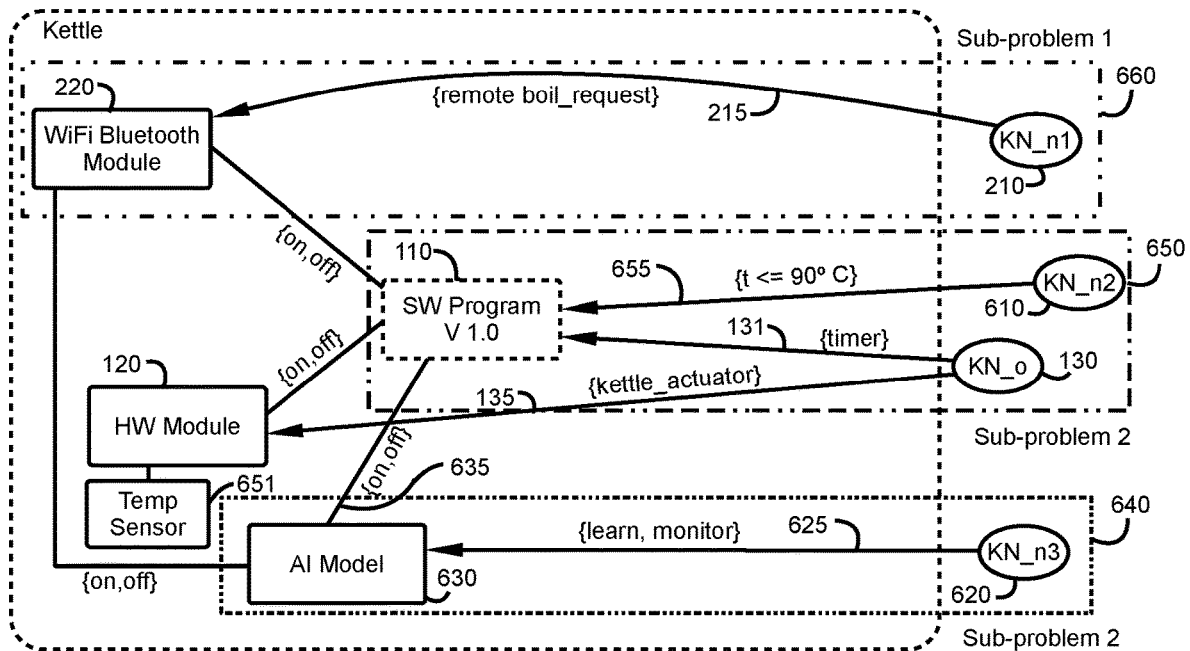 Kettle
Sub-problem 1
220
{remote boil_request}
660
WiFi Bluetooth
Module
215
KN_n1
210
{on,off}
110
655
{t <= 90º C}
650
KN_n2
SW Program
V 1.0
610
131
{timer}
{on,off}
120
KN_o
130
{kettle_actuator}
135
HW Module
Sub-problem 2
{on,off}
635
651
Temp
Sensor
640
{learn, monitor}
625
AI Model
KN_n3
{on,off}
630
620
Sub-problem 2